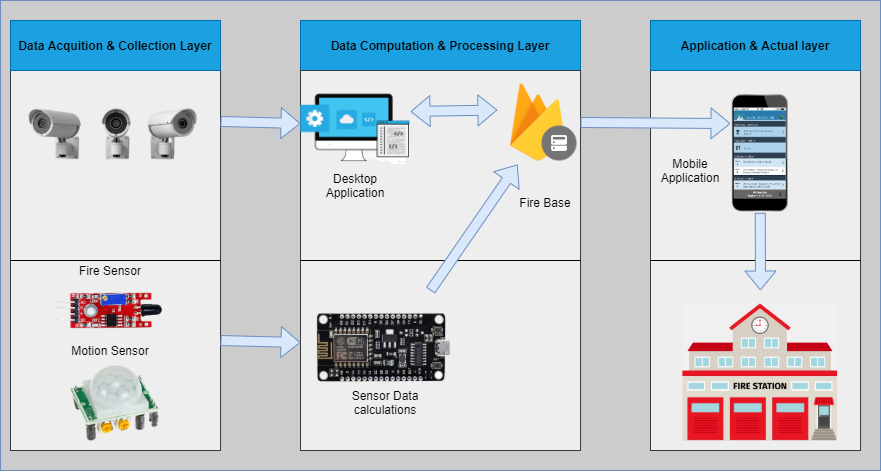 Data Acquition & Collection Layer
Data Computation & Processing Layer
Application & Actual layer
Desktop
Application
Fire Base
Mobile
Application
Fire Sensor
Motion Sensor
Sensor Data
calculations
FIRE STATION